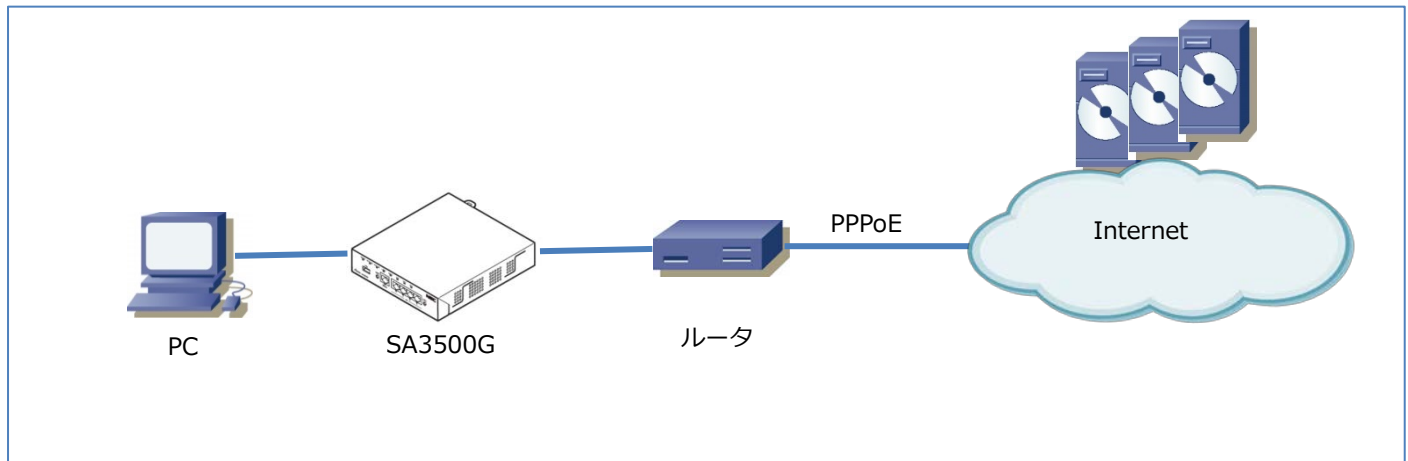 PPPoE
Internet
PC
SA3500G
ルータ